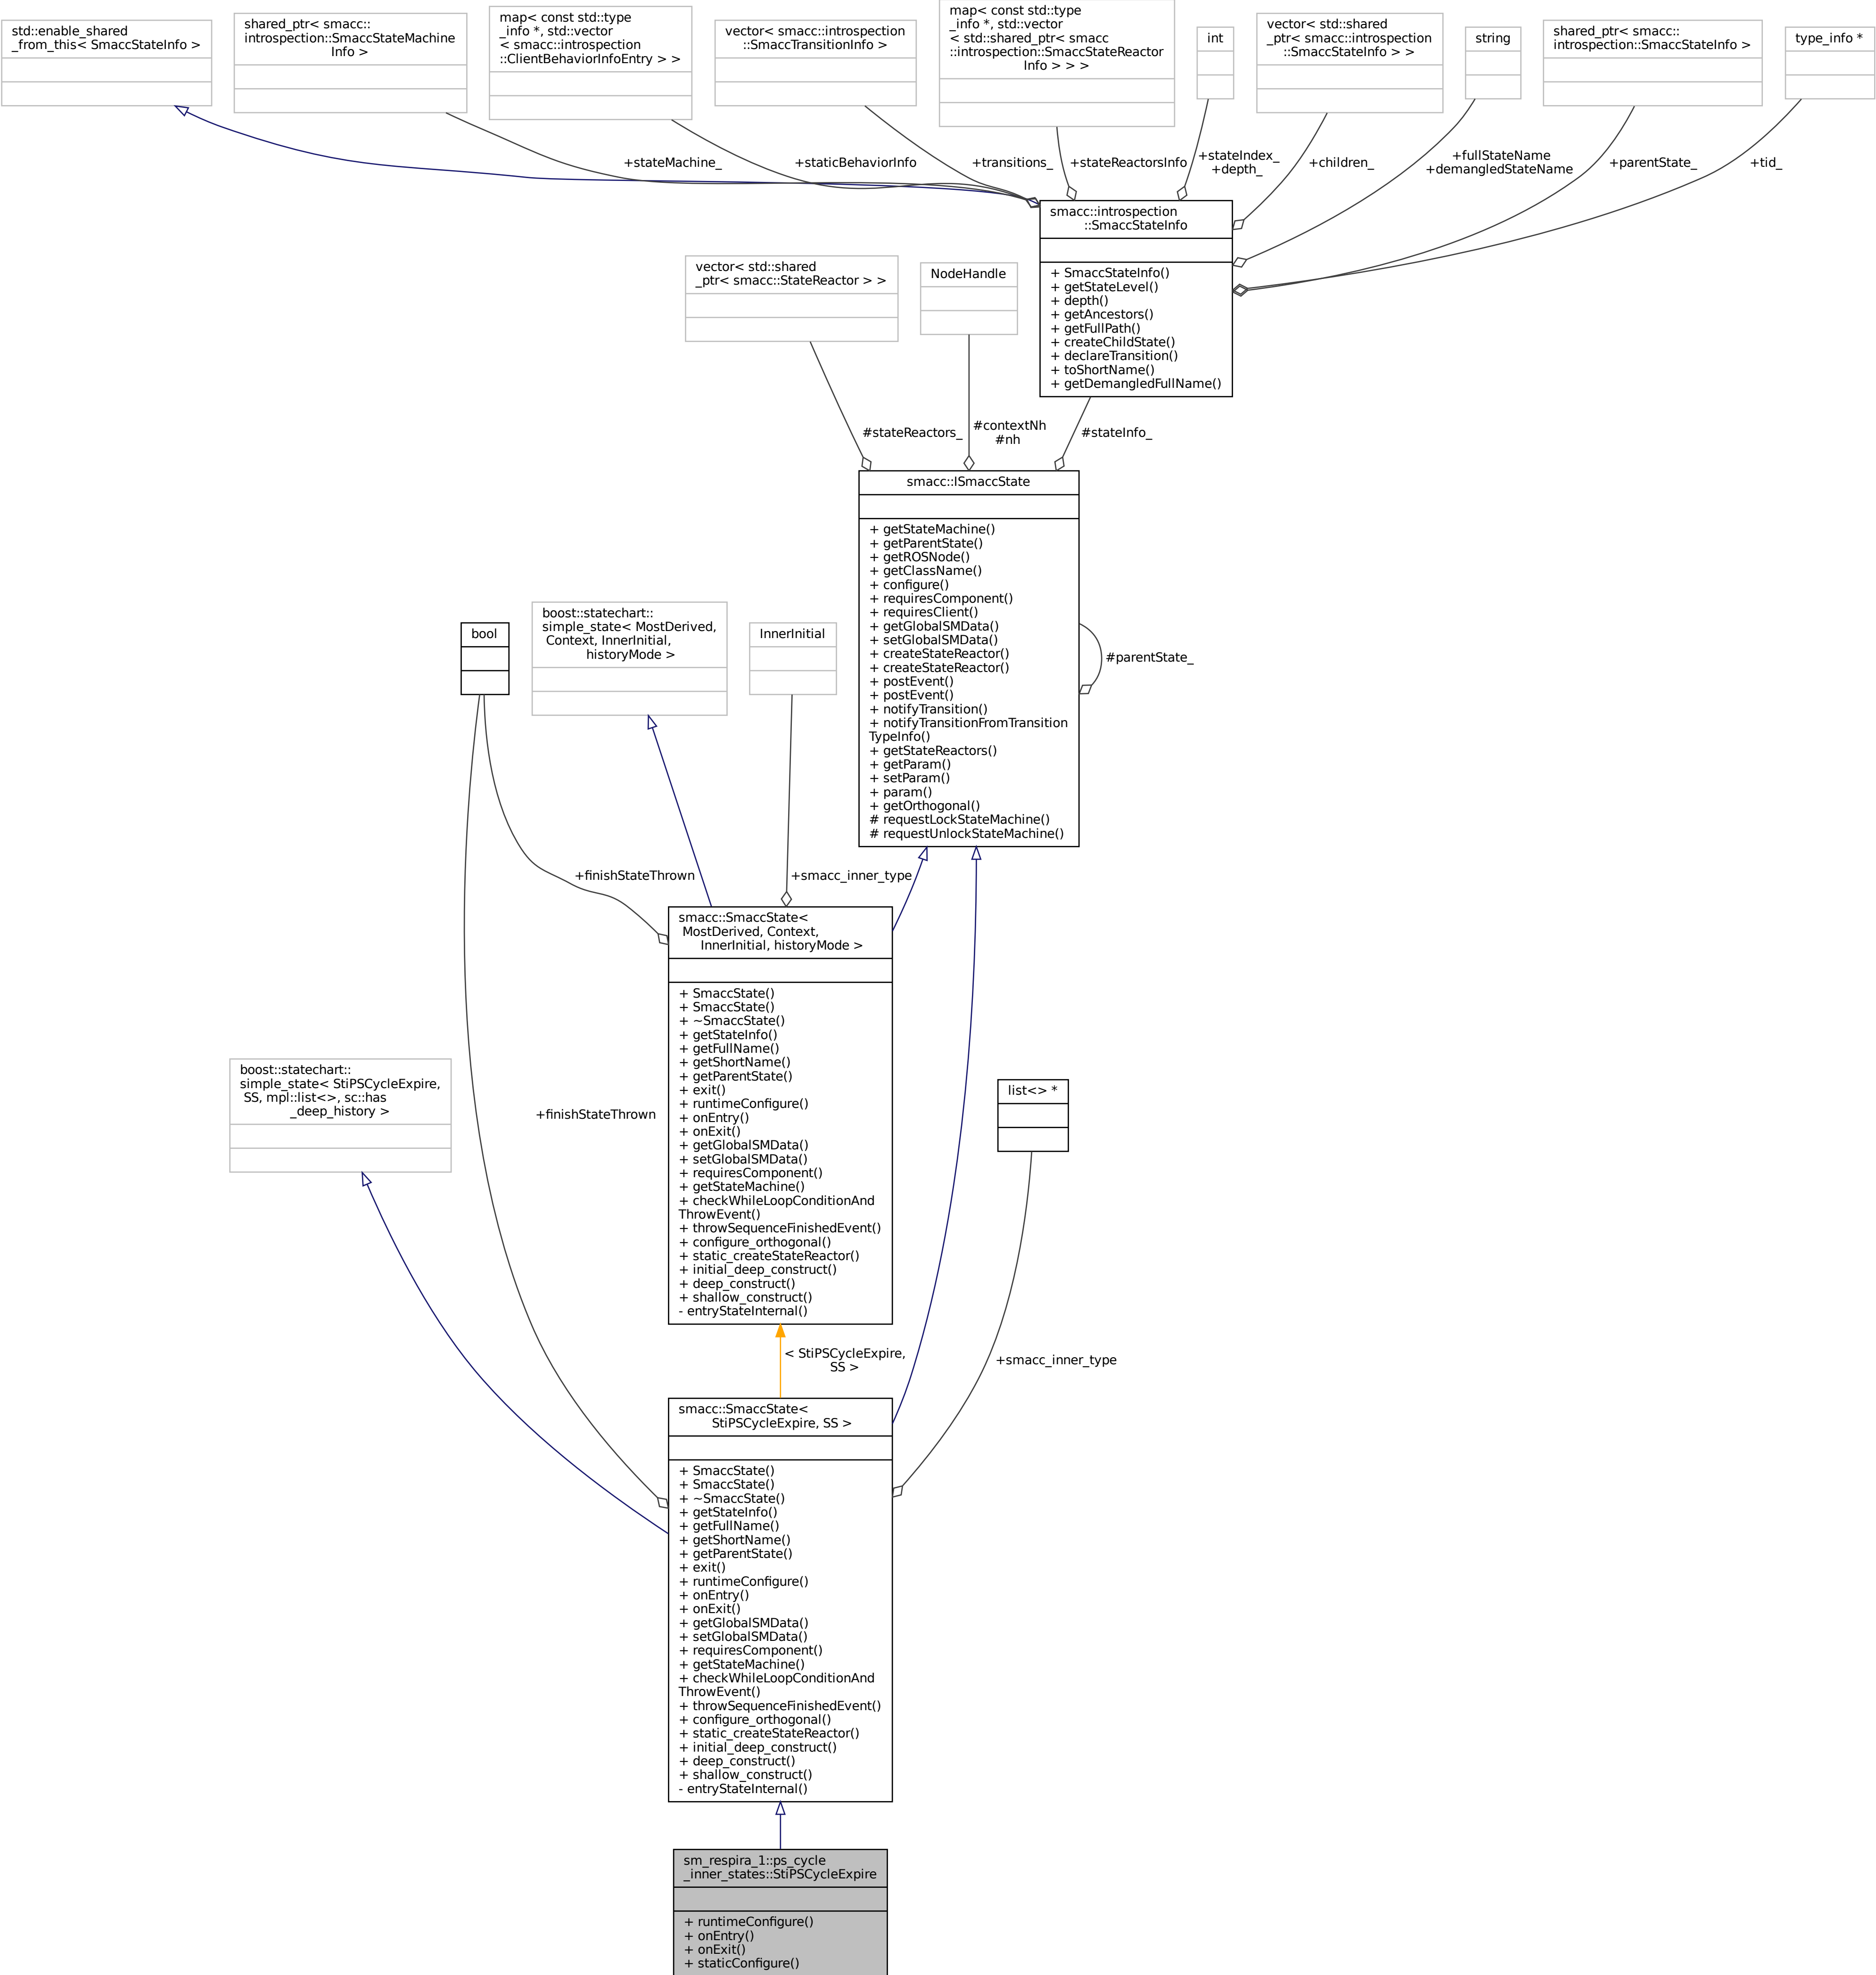 std::enable_shared
_from_this< SmaccStateInfo >
shared_ptr< smacc::
introspection::SmaccStateMachine
Info >
map< const std::type
_info *, std::vector
< smacc::introspection
::ClientBehaviorInfoEntry > >
vector< smacc::introspection
::SmaccTransitionInfo >
map< const std::type
_info *, std::vector
< std::shared_ptr< smacc
::introspection::SmaccStateReactor
Info > > >
int
vector< std::shared
_ptr< smacc::introspection
::SmaccStateInfo > >
string
shared_ptr< smacc::
introspection::SmaccStateInfo >
type_info *
+stateMachine_
+staticBehaviorInfo
+transitions_
+stateReactorsInfo
+stateIndex_
+depth_
+children_
+fullStateName
+demangledStateName
+parentState_
+tid_
smacc::introspection
::SmaccStateInfo
+ SmaccStateInfo()
+ getStateLevel()
+ depth()
+ getAncestors()
+ getFullPath()
+ createChildState()
+ declareTransition()
+ toShortName()
+ getDemangledFullName()
vector< std::shared
_ptr< smacc::StateReactor > >
NodeHandle
#stateReactors_
#contextNh
#nh
#stateInfo_
smacc::ISmaccState
+ getStateMachine()
+ getParentState()
+ getROSNode()
+ getClassName()
+ configure()
+ requiresComponent()
+ requiresClient()
+ getGlobalSMData()
+ setGlobalSMData()
+ createStateReactor()
+ createStateReactor()
+ postEvent()
+ postEvent()
+ notifyTransition()
+ notifyTransitionFromTransition
TypeInfo()
+ getStateReactors()
+ getParam()
+ setParam()
+ param()
+ getOrthogonal()
# requestLockStateMachine()
# requestUnlockStateMachine()
#parentState_
bool
boost::statechart::
simple_state< MostDerived,
Context, InnerInitial,
historyMode >
InnerInitial
+finishStateThrown
+smacc_inner_type
smacc::SmaccState<
MostDerived, Context,
InnerInitial, historyMode >
+ SmaccState()
+ SmaccState()
+ ~SmaccState()
+ getStateInfo()
+ getFullName()
+ getShortName()
+ getParentState()
+ exit()
+ runtimeConfigure()
+ onEntry()
+ onExit()
+ getGlobalSMData()
+ setGlobalSMData()
+ requiresComponent()
+ getStateMachine()
+ checkWhileLoopConditionAnd
ThrowEvent()
+ throwSequenceFinishedEvent()
+ configure_orthogonal()
+ static_createStateReactor()
+ initial_deep_construct()
+ deep_construct()
+ shallow_construct()
- entryStateInternal()
boost::statechart::
simple_state< StiPSCycleExpire,
SS, mpl::list<>, sc::has
_deep_history >
+finishStateThrown
list<> *
< StiPSCycleExpire,
SS >
+smacc_inner_type
smacc::SmaccState<
StiPSCycleExpire, SS >
+ SmaccState()
+ SmaccState()
+ ~SmaccState()
+ getStateInfo()
+ getFullName()
+ getShortName()
+ getParentState()
+ exit()
+ runtimeConfigure()
+ onEntry()
+ onExit()
+ getGlobalSMData()
+ setGlobalSMData()
+ requiresComponent()
+ getStateMachine()
+ checkWhileLoopConditionAnd
ThrowEvent()
+ throwSequenceFinishedEvent()
+ configure_orthogonal()
+ static_createStateReactor()
+ initial_deep_construct()
+ deep_construct()
+ shallow_construct()
- entryStateInternal()
sm_respira_1::ps_cycle
_inner_states::StiPSCycleExpire
+ runtimeConfigure()
+ onEntry()
+ onExit()
+ staticConfigure()